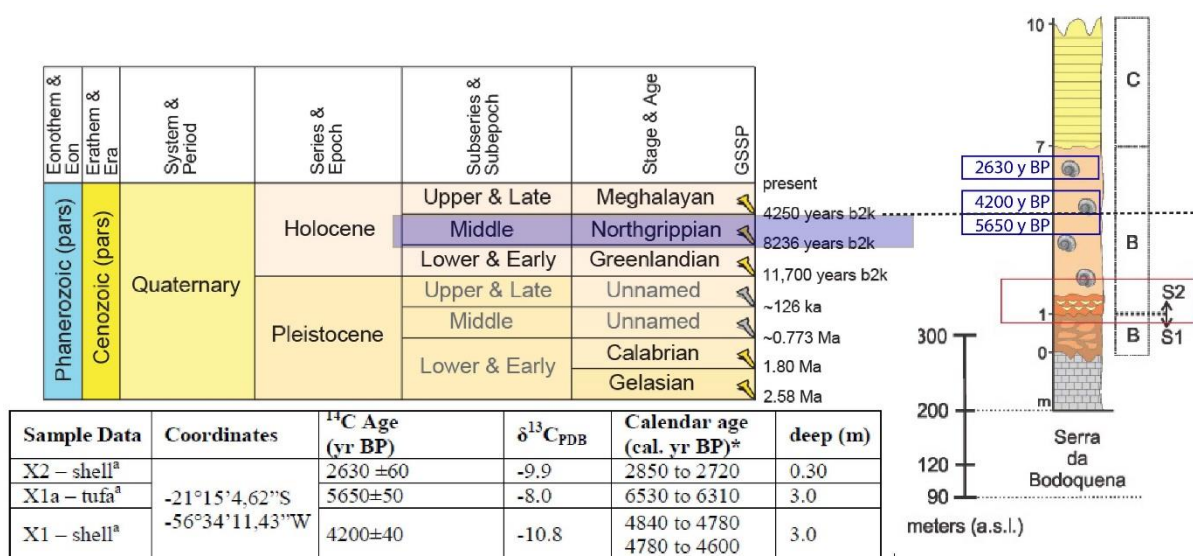 Eonothem & Eon
Erathem & Era
System & Period
Series & Epoch
Subseries & Subepoch
Stage & Age
GSSP
Phanerozoic (pars)
Cenozoic (pars)
Quaternary
Holocene
Pleistocene
Upper & Late
Meghalayan
present
4250 years b2k
Middle
Northgrippian
8236 years b2k
Lower & Early
Greenlandian
11,700 years b2k
Upper & Late
Unnamed
~126 ka
Middle
Unnamed
~0.773 Ma
Lower & Early
Calabrian
1.80 Ma
Gelasian
2.58 Ma
Sample Data Coordinates ¹⁴C Age (yr BP) δ¹³C_PDB Calendar age (cal. yr BP)* deep (m)
X2 – shellᵃ 2630 ±60 -9.9 2850 to 2720 0.30
X1a – tufaᵃ 5650±50 -8.0 6530 to 6310 3.0
-21°15'4,62"S
-56°34'11,43"W
X1 – shellᵃ 4200±40 -10.8 4840 to 4780
4780 to 4600 3.0
10
C
7
2630 y BP
4200 y BP
5650 y BP
B
S2
1
S1
B
0
m
300
200
120
90
meters (a.s.l.)
Serra
da
Bodoquena